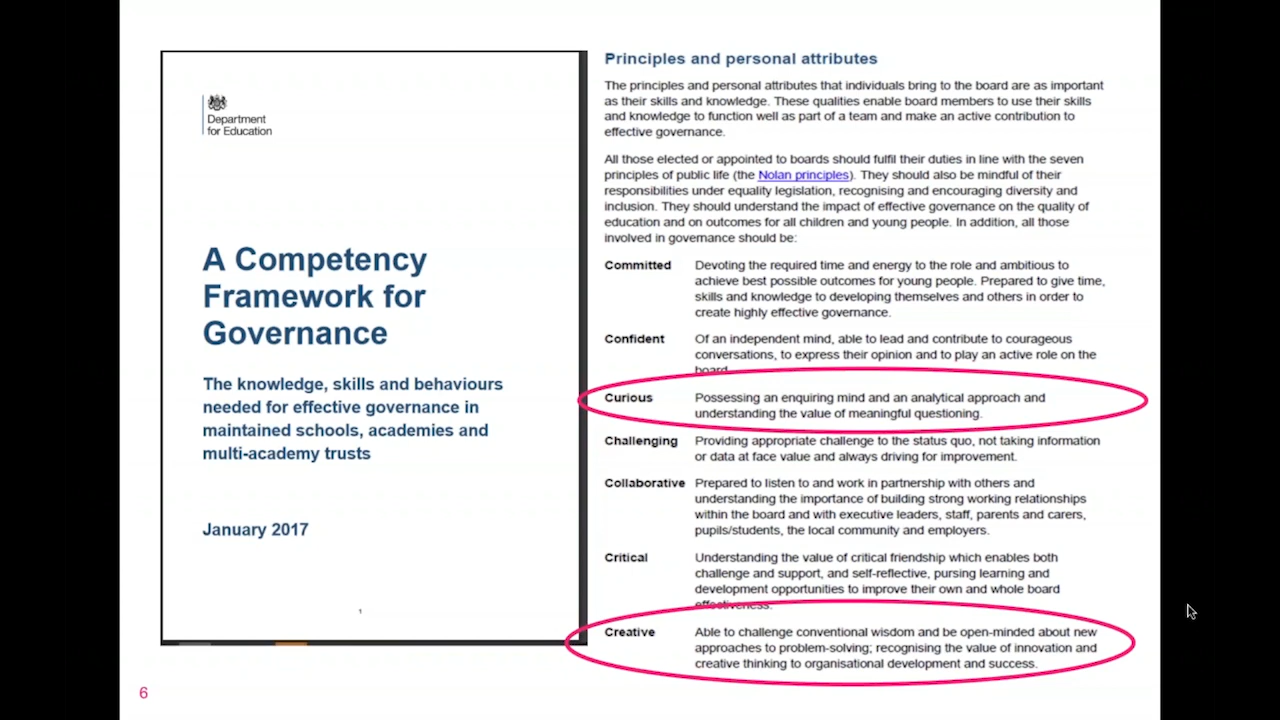 Department
for Education
A Competency
Framework for
Governance
The knowledge, skills and behaviours
needed for effective governance in
maintained schools, academies and
multi-academy trusts
January 2017
1
Principles and personal attributes
The principles and personal attributes that individuals bring to the board are as important
as their skills and knowledge. These qualities enable board members to use their skills
and knowledge to function well as part of a team and make an active contribution to
effective governance.
All those elected or appointed to boards should fulfil their duties in line with the seven
principles of public life (the Nolan principles). They should also be mindful of their
responsibilities under equality legislation, recognising and encouraging diversity and
inclusion. They should understand the impact of effective governance on the quality of
education and on outcomes for all children and young people. In addition, all those
involved in governance should be:
Committed Devoting the required time and energy to the role and ambitious to
achieve best possible outcomes for young people. Prepared to give time,
skills and knowledge to developing themselves and others in order to
create highly effective governance.
Confident Of an independent mind, able to lead and contribute to courageous
conversations, to express their opinion and to play an active role on the
board.
Curious Possessing an enquiring mind and an analytical approach and
understanding the value of meaningful questioning.
Challenging Providing appropriate challenge to the status quo, not taking information
or data at face value and always driving for improvement.
Collaborative Prepared to listen to and work in partnership with others and
understanding the importance of building strong working relationships
within the board and with executive leaders, staff, parents and carers,
pupils/students, the local community and employers.
Critical Understanding the value of critical friendship which enables both
challenge and support, and self-reflective, pursing learning and
development opportunities to improve their own and whole board
effectiveness.
Creative Able to challenge conventional wisdom and be open-minded about new
approaches to problem-solving; recognising the value of innovation and
creative thinking to organisational development and success.
6